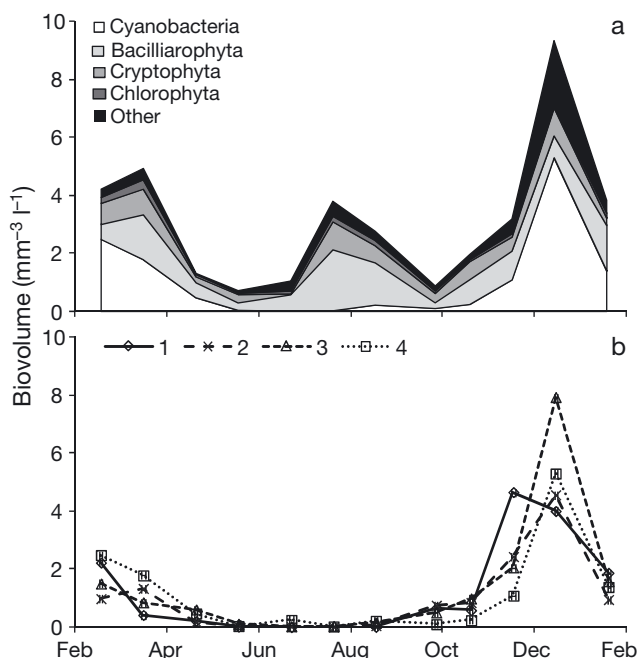 10
a
Cyanobacteria
Bacilliarophyta
Cryptophyta
Chlorophyta
Other
8
6
4
2
0
Biovolume (mm⁻³ l⁻¹)
10
1 2 3 4
b
8
6
4
2
0
Feb Apr Jun Aug Oct Dec Feb